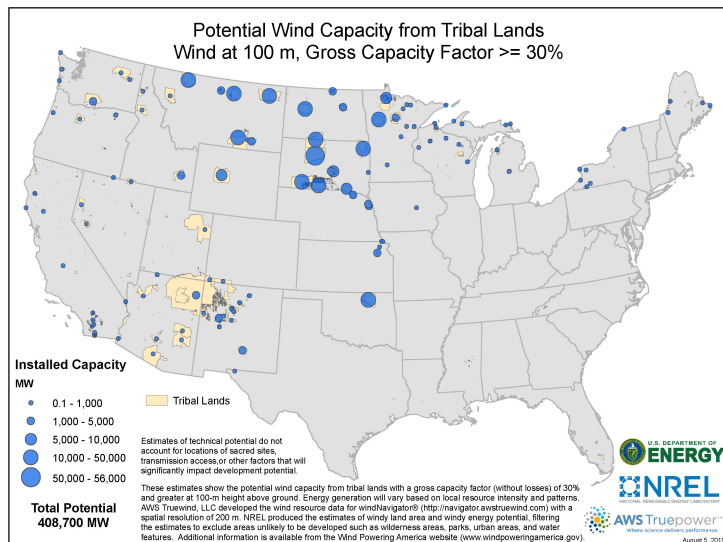 Potential Wind Capacity from Tribal Lands
Wind at 100 m, Gross Capacity Factor >= 30%
Installed Capacity
MW
0.1 - 1,000
1,000 - 5,000
5,000 - 10,000
10,000 - 50,000
50,000 - 56,000
Total Potential
408,700 MW
Tribal Lands
Estimates of technical potential do not
account for locations of sacred sites,
transmission access,or other factors that will
significantly impact development potential.
These estimates show the potential wind capacity from tribal lands with a gross capacity factor (without losses) of 30%
and greater at 100-m height above ground. Energy generation will vary based on local resource intensity and patterns.
AWS Truewind, LLC developed the wind resource data for windNavigator® (http://navigator.awstruewind.com) with a
spatial resolution of 200 m. NREL produced the estimates of windy land area and windy energy potential, filtering
the estimates to exclude areas unlikely to be developed such as wilderness areas, parks, urban areas, and water
features. Additional information is available from the Wind Powering America website (www.windpoweringamerica.gov).
U.S. DEPARTMENT OF
ENERGY
NREL
NATIONAL RENEWABLE ENERGY LABORATORY
AWS Truepower™
Where science delivers performance.